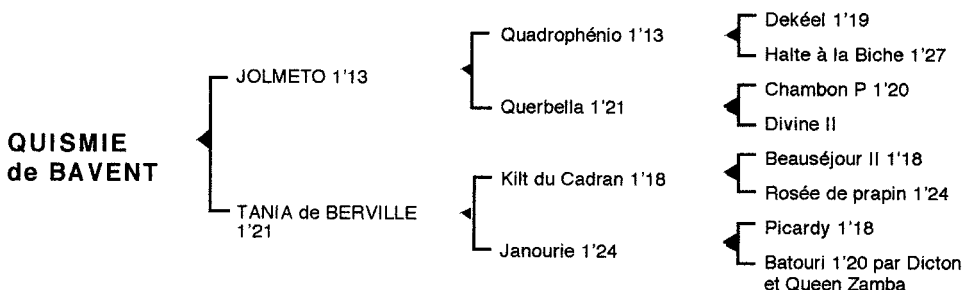 QUISMIE
de BAVENT
JOLMETO 1'13
TANIA de BERVILLE
1'21
Quadrophénio 1'13
Querbella 1'21
Kilt du Cadran 1'18
Janourie 1'24
Dekéel 1'19
Halte à la Biche 1'27
Chambon P 1'20
Divine II
Beauséjour II 1'18
Rosée de prapin 1'24
Picardy 1'18
Batouri 1'20 par Dicton
et Queen Zamba